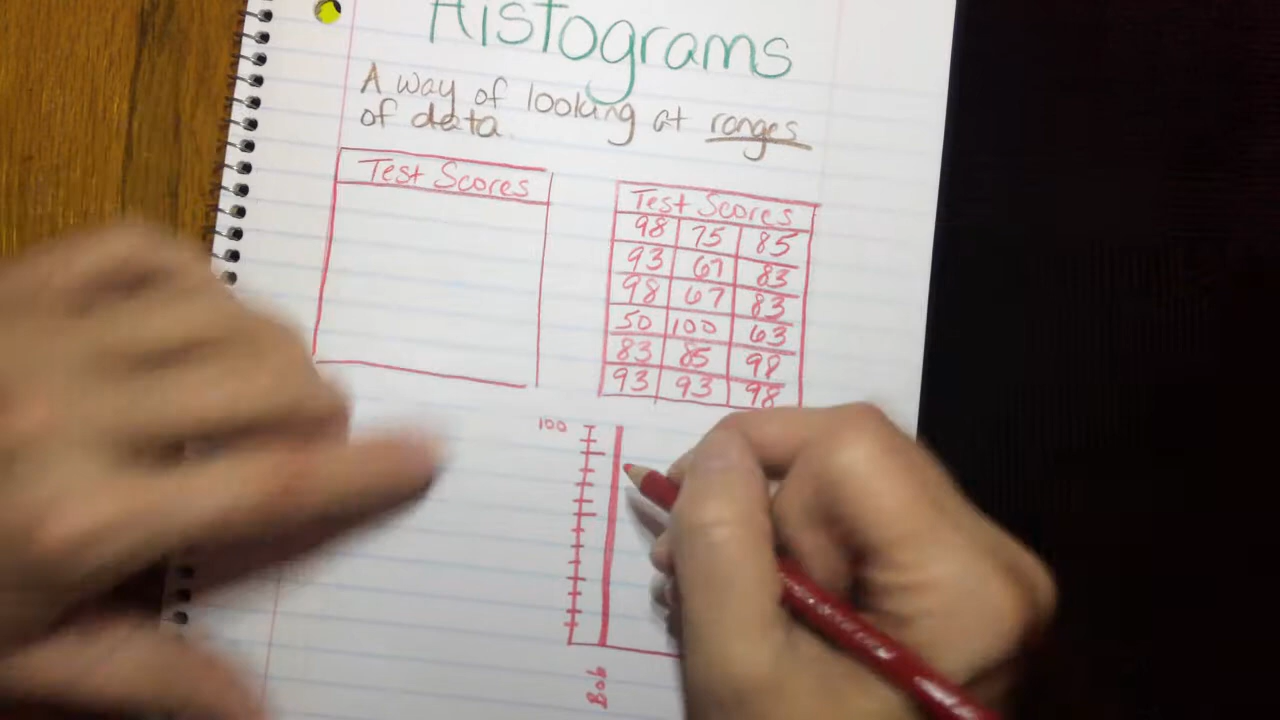 Histograms
A way of looking at ranges
of data
Test Scores
Test Scores
98 75 85
93 67 83
98 67 83
50 100 63
83 85 98
93 93 98
100
Bob